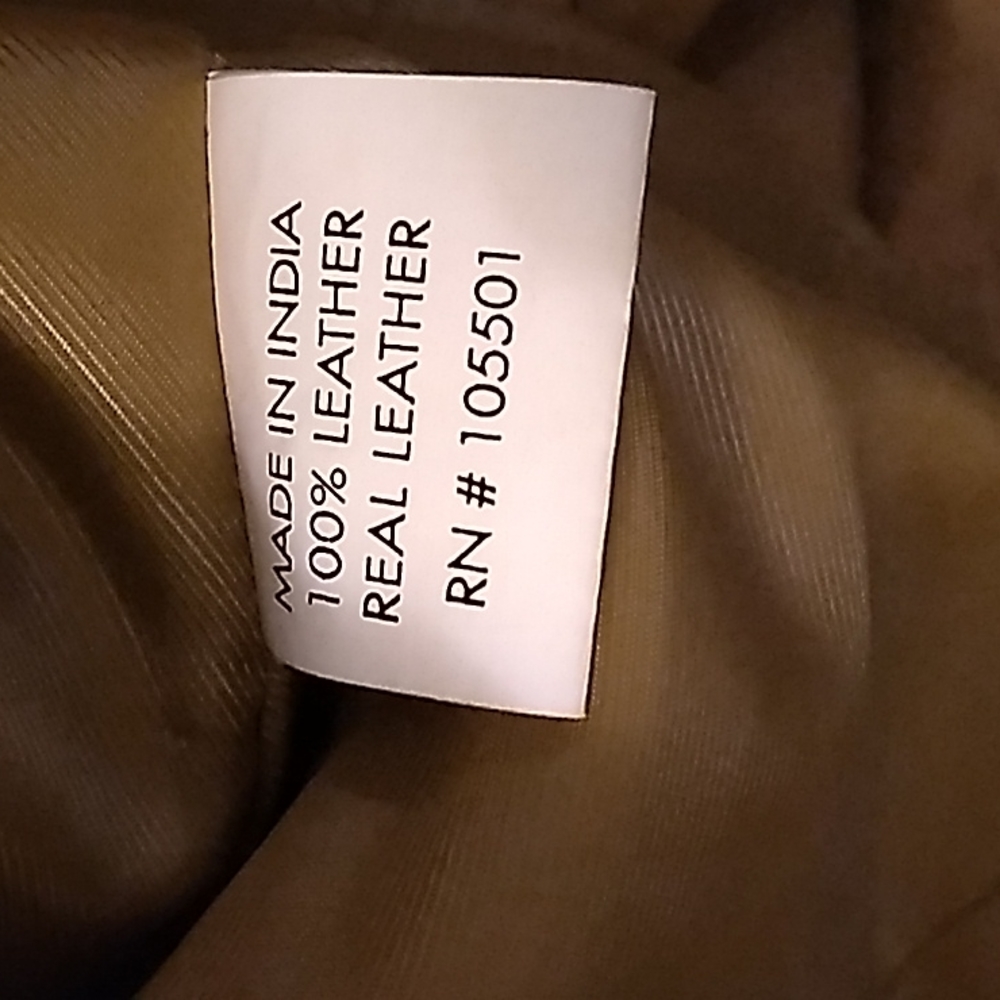 MADE IN INDIA
100% LEATHER
REAL LEATHER
RN # 105501